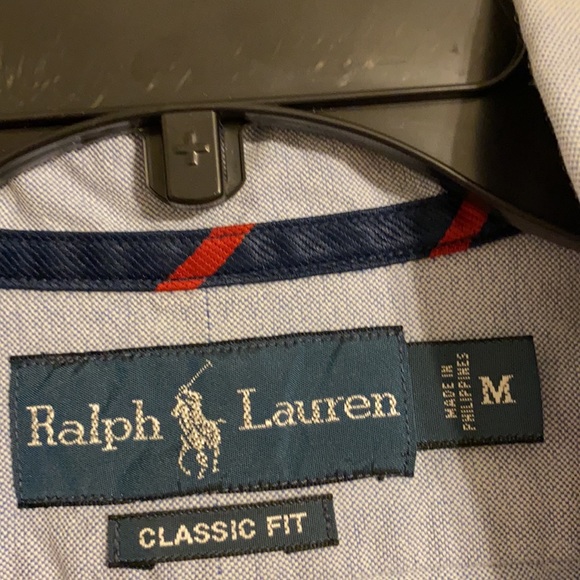 Ralph Lauren
MADE IN
PHILIPPINES
M
CLASSIC FIT